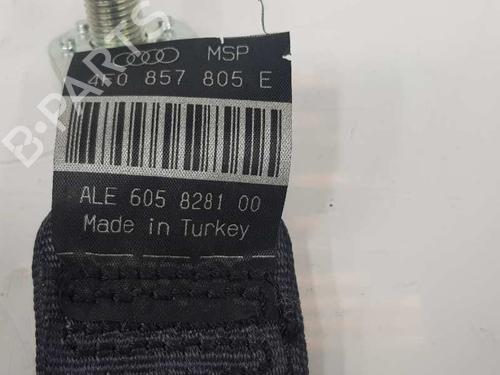 MSP
4F0 857 805 E
ALE 605 8281 00
Made in Turkey
B-PARTS